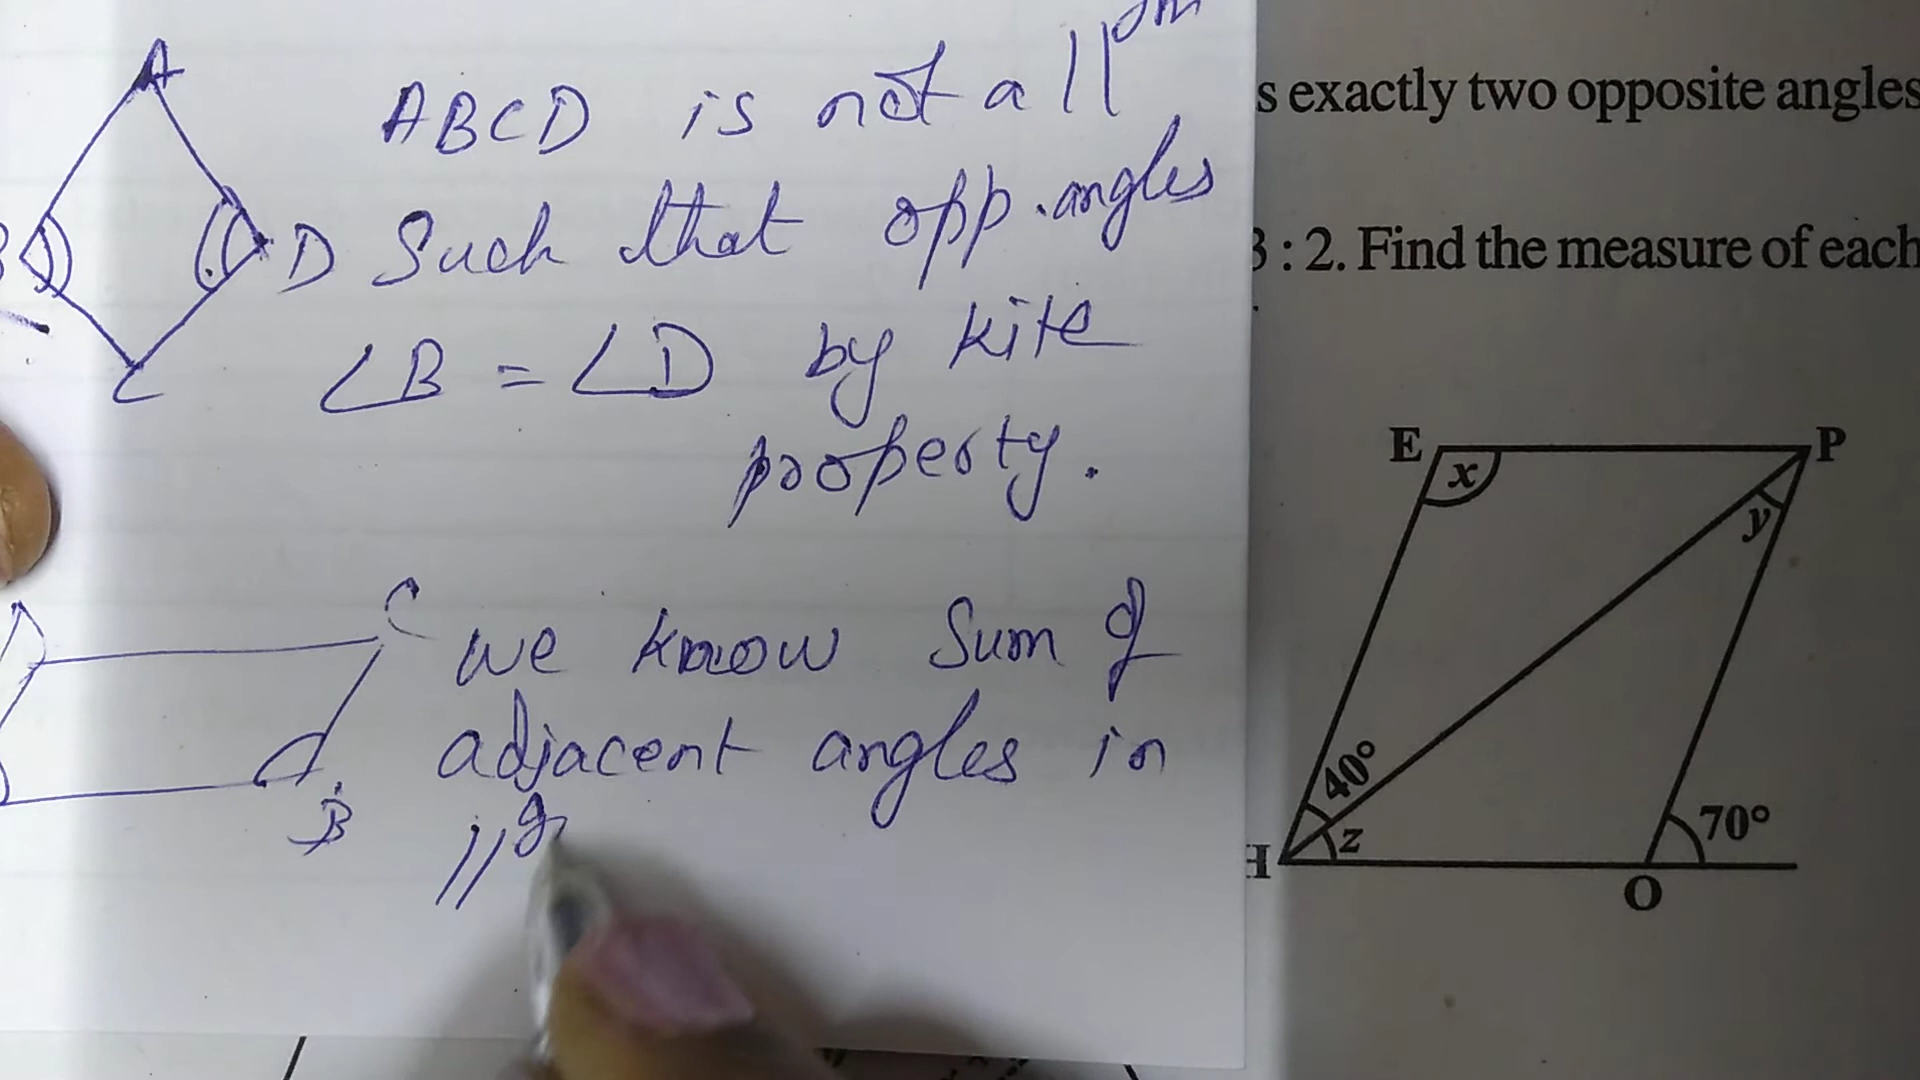 A
ABCD is not a ||gm
D Such that opp. angles
∠B = ∠D by kite
C
property.
C We know Sum of
adjacent angles in
B
||g
s exactly two opposite angles
3 : 2. Find the measure of each
E
P
x
y
40°
z
70°
H
O